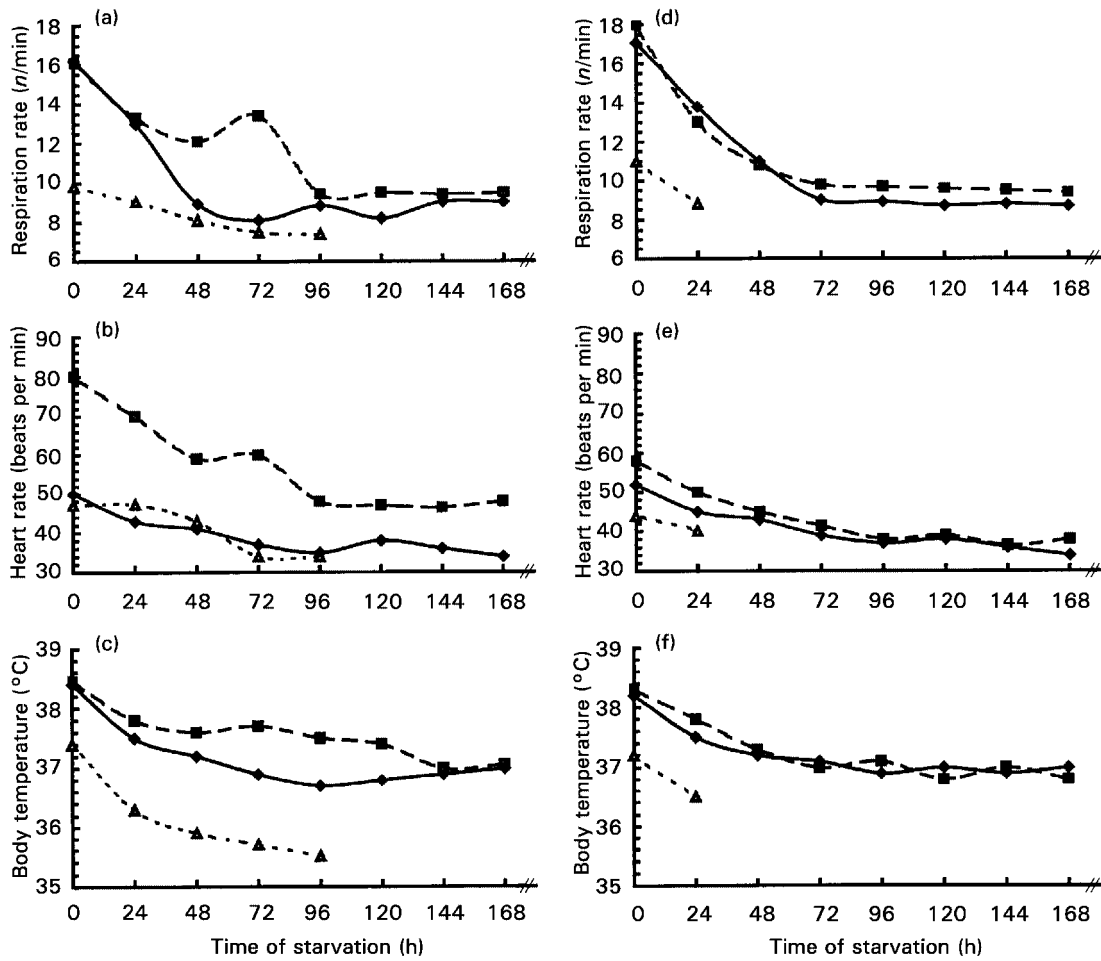 (a)
Respiration rate (n/min)
18
16
14
12
10
8
6
0 24 48 72 96 120 144 168
(d)
Respiration rate (n/min)
18
16
14
12
10
8
6
0 24 48 72 96 120 144 168
(b)
Heart rate (beats per min)
90
80
70
60
50
40
30
0 24 48 72 96 120 144 168
(e)
Heart rate (beats per min)
90
80
70
60
50
40
30
0 24 48 72 96 120 144 168
(c)
Body temperature (°C)
39
38
37
36
35
0 24 48 72 96 120 144 168
Time of starvation (h)
(f)
Body temperature (°C)
39
38
37
36
35
0 24 48 72 96 120 144 168
Time of starvation (h)